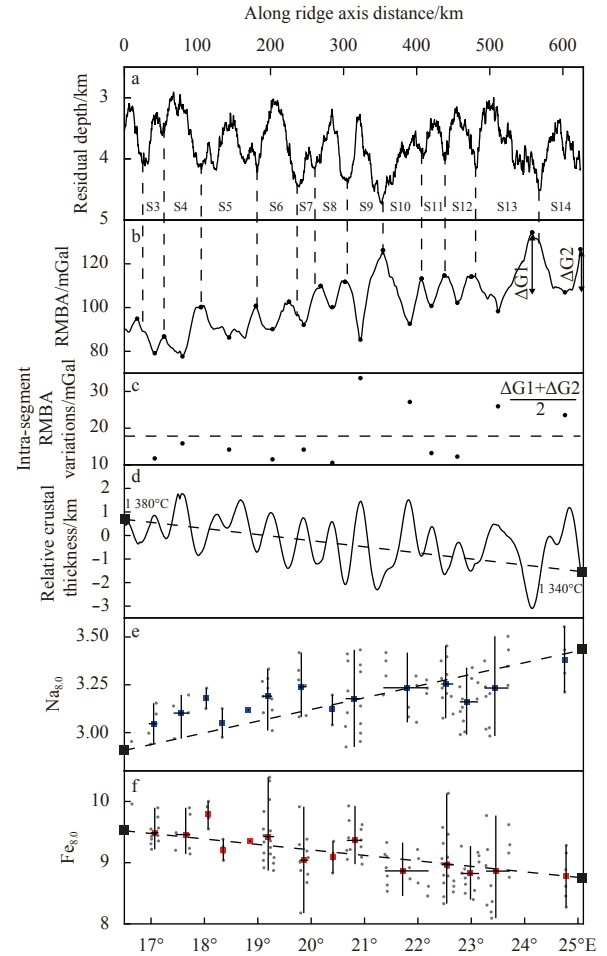 Along ridge axis distance/km
0 100 200 300 400 500 600
a
Residual depth/km
3
4
5
S3 S4 S5 S6 S7 S8 S9 S10 S11 S12 S13 S14
b
RMBA/mGal
120
100
80
ΔG1
ΔG2
c
Intra-segment
RMBA
variations/mGal
30
20
10
ΔG1+ΔG2
2
d
Relative crustal
thickness/km
2
1
0
−1
−2
−3
1 380°C
1 340°C
e
Na8.0
3.50
3.25
3.00
f
Fe8.0
10
9
8
17° 18° 19° 20° 21° 22° 23° 24° 25°E